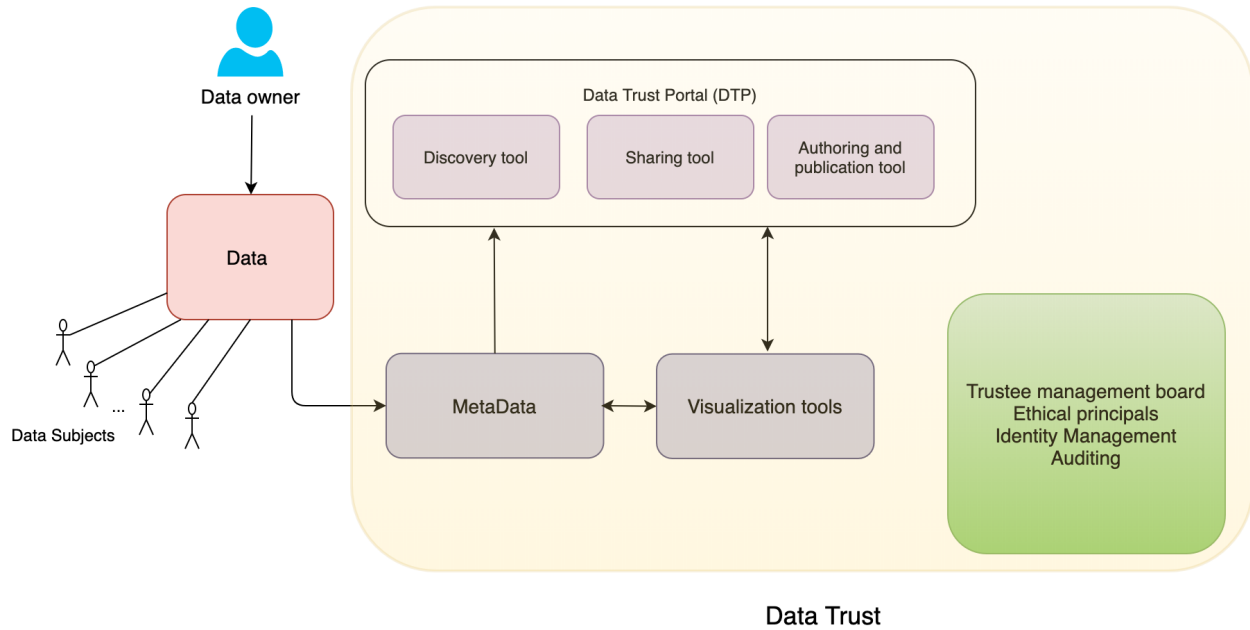 Data owner
Data Trust Portal (DTP)
Discovery tool
Sharing tool
Authoring and
publication tool
Data
...
Data Subjects
MetaData
Visualization tools
Trustee management board
Ethical principals
Identity Management
Auditing
Data Trust